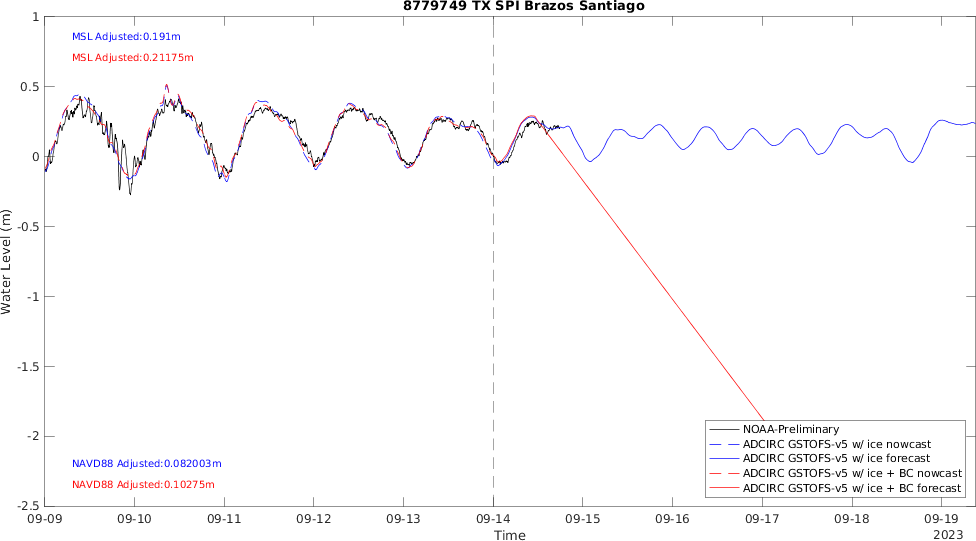 8779749 TX SPI Brazos Santiago
MSL Adjusted:0.191m
MSL Adjusted:0.21175m
1
0.5
0
-0.5
-1
-1.5
-2
-2.5
Water Level (m)
NAVD88 Adjusted:0.082003m
NAVD88 Adjusted:0.10275m
NOAA-Preliminary
ADCIRC GSTOFS-v5 w/ ice nowcast
ADCIRC GSTOFS-v5 w/ ice forecast
ADCIRC GSTOFS-v5 w/ ice + BC nowcast
ADCIRC GSTOFS-v5 w/ ice + BC forecast
09-09 09-10 09-11 09-12 09-13 09-14 09-15 09-16 09-17 09-18 09-19
Time
2023